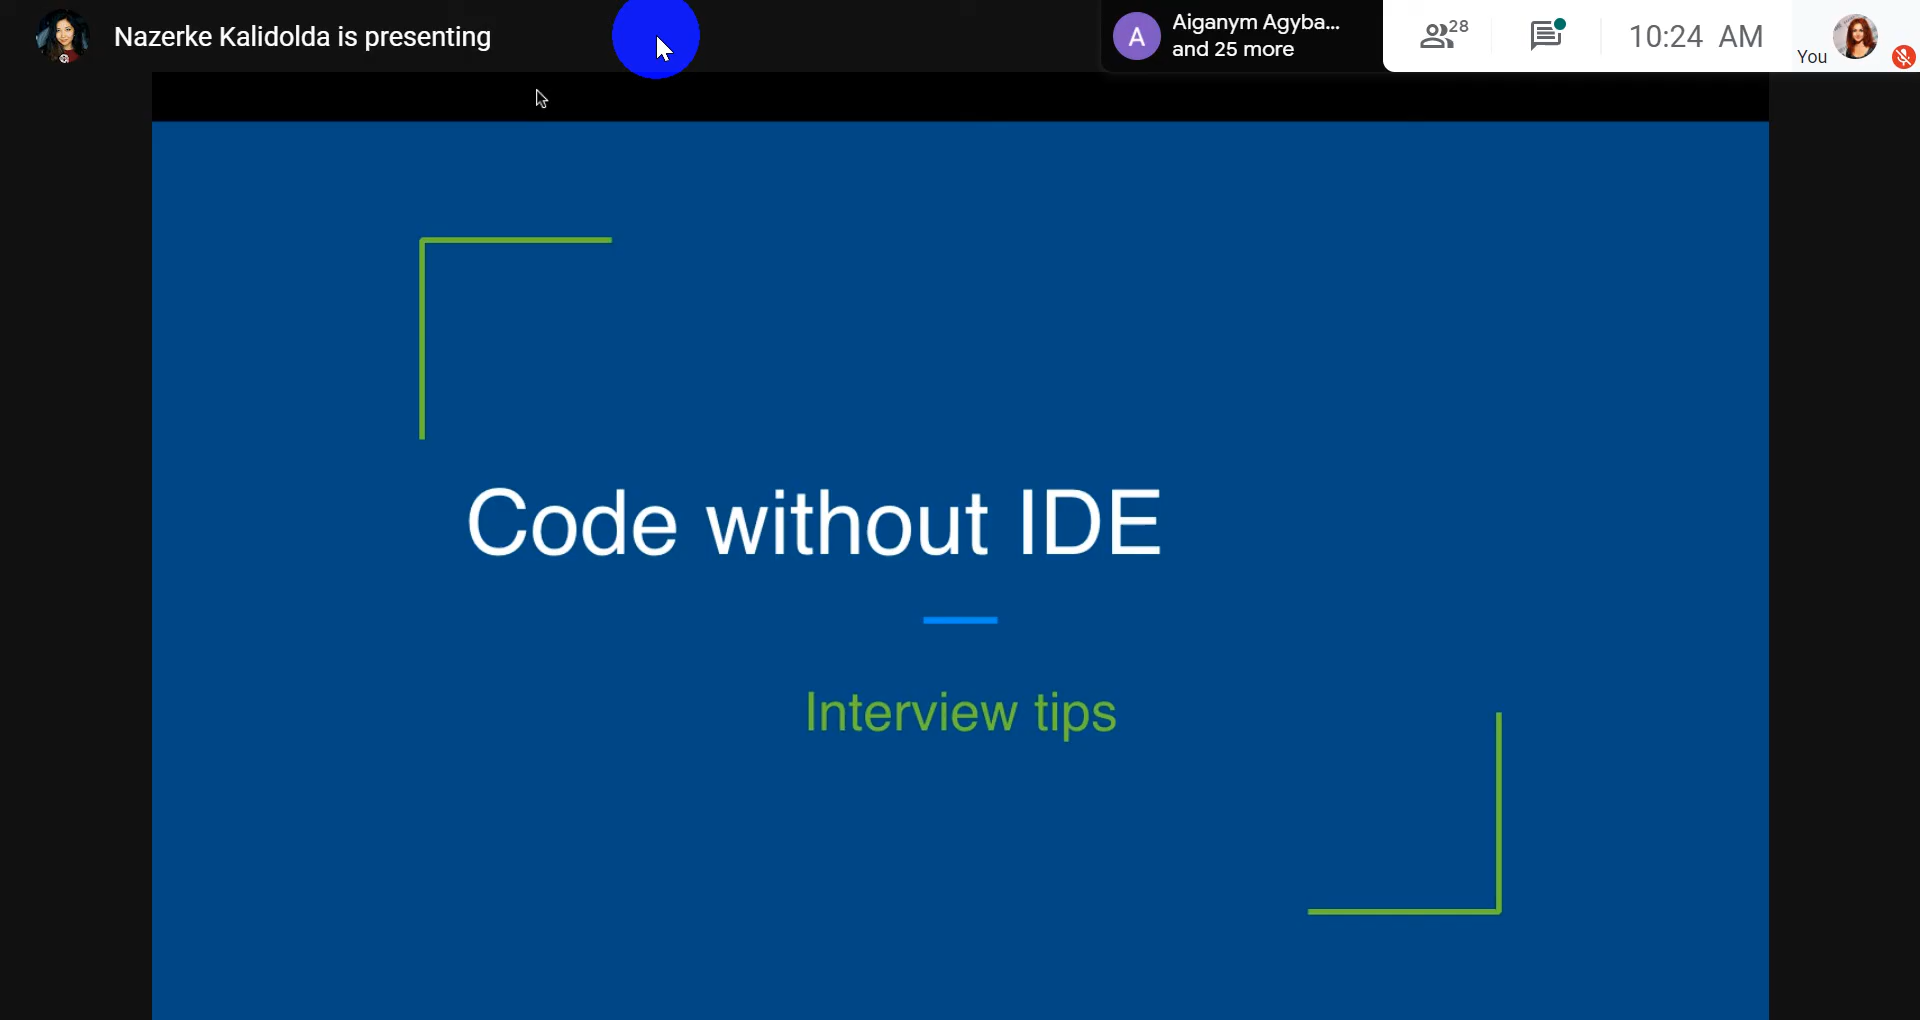 Nazerke Kalidolda is presenting
A
Aiganym Agyba...
and 25 more
28
10:24 AM
You
Code without IDE
Interview tips